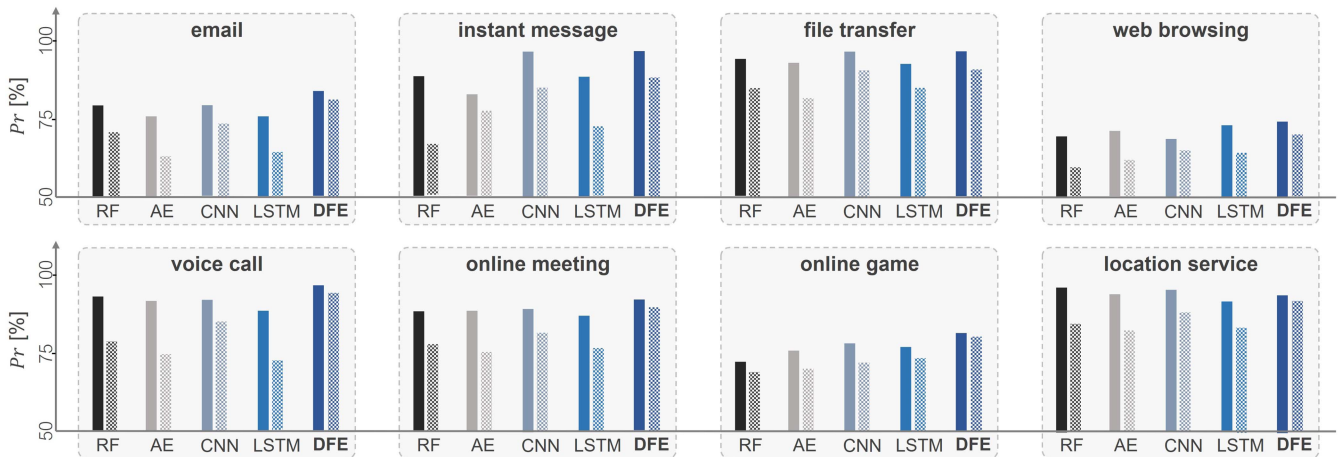 email
instant message
file transfer
web browsing
Pr [%]
100
75
50
RF AE CNN LSTM DFE
RF AE CNN LSTM DFE
RF AE CNN LSTM DFE
RF AE CNN LSTM DFE
voice call
online meeting
online game
location service
Pr [%]
100
75
50
RF AE CNN LSTM DFE
RF AE CNN LSTM DFE
RF AE CNN LSTM DFE
RF AE CNN LSTM DFE